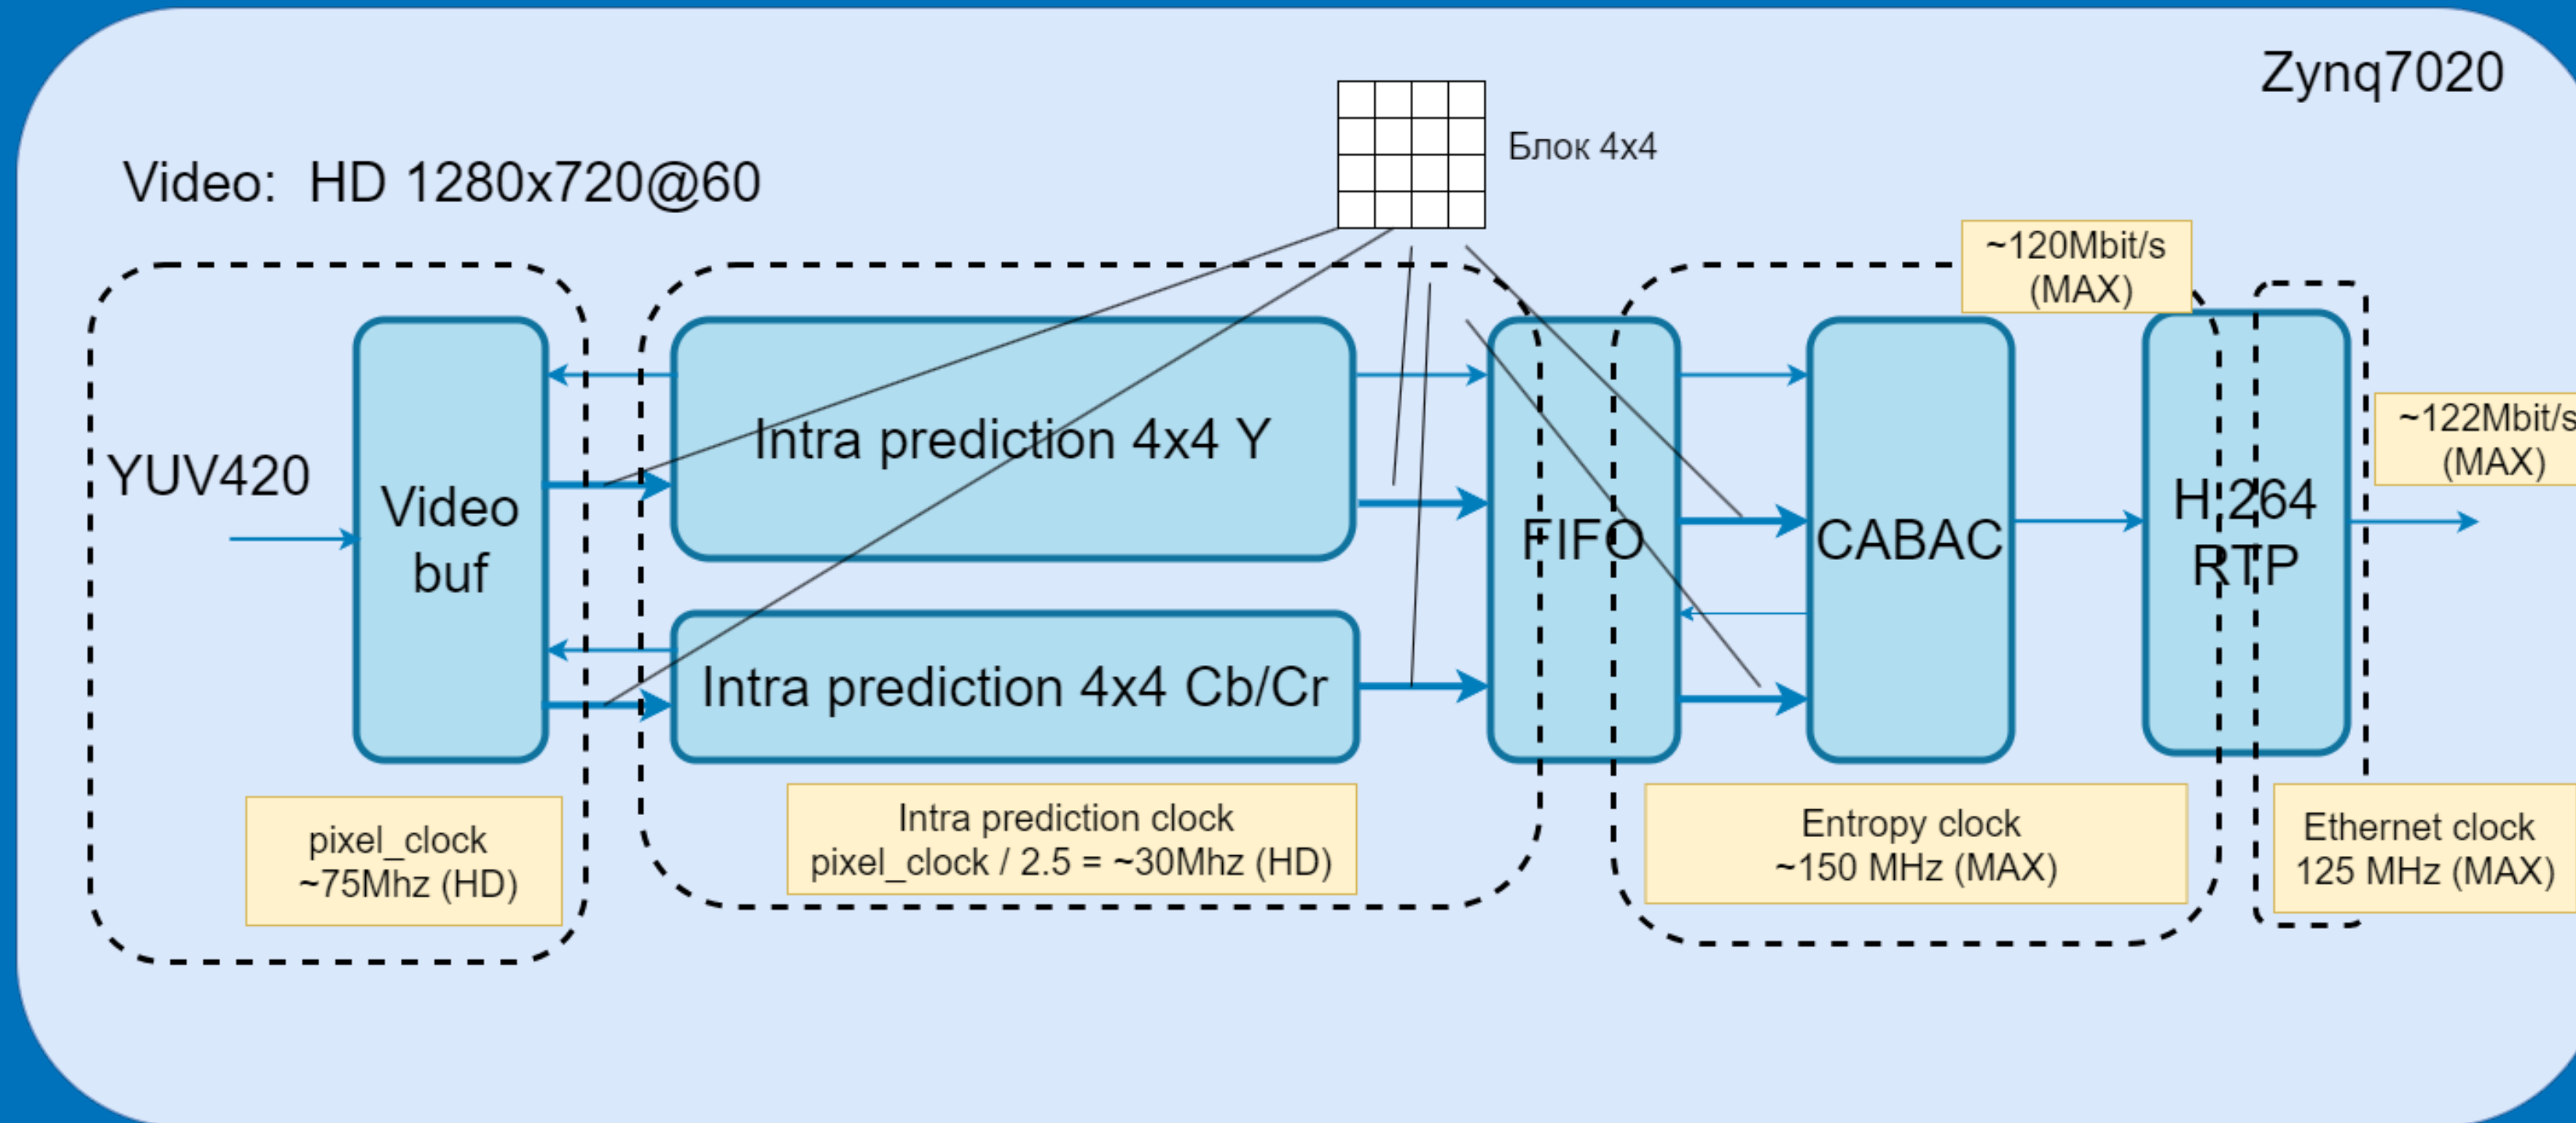 Zynq7020
Блок 4x4
Video: HD 1280x720@60
~120Mbit/s
(MAX)
YUV420
Video
buf
Intra prediction 4x4 Y
Intra prediction 4x4 Cb/Cr
FIFO
CABAC
H.264
RTP
~122Mbit/s
(MAX)
pixel_clock
~75Mhz (HD)
Intra prediction clock
pixel_clock / 2.5 = ~30Mhz (HD)
Entropy clock
~150 MHz (MAX)
Ethernet clock
125 MHz (MAX)